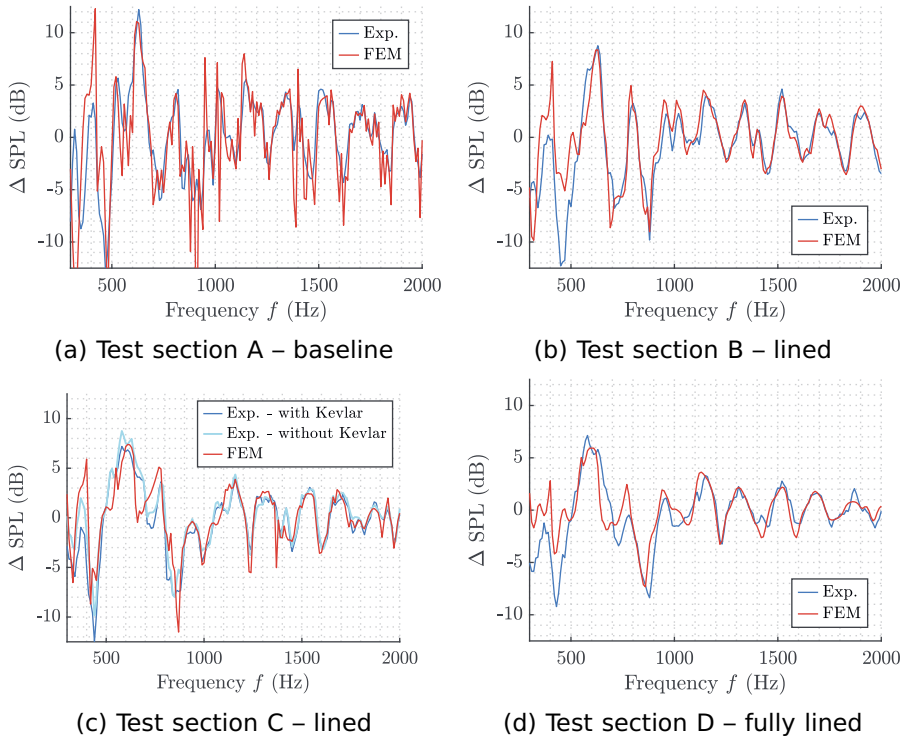 Δ SPL (dB)
10
5
0
-5
-10
Exp.
FEM
500
1000
1500
2000
Frequency f (Hz)
(a) Test section A – baseline
Δ SPL (dB)
10
5
0
-5
-10
Exp.
FEM
500
1000
1500
2000
Frequency f (Hz)
(b) Test section B – lined
Δ SPL (dB)
10
5
0
-5
-10
Exp. - with Kevlar
Exp. - without Kevlar
FEM
500
1000
1500
2000
Frequency f (Hz)
(c) Test section C – lined
Δ SPL (dB)
10
5
0
-5
-10
Exp.
FEM
500
1000
1500
2000
Frequency f (Hz)
(d) Test section D – fully lined